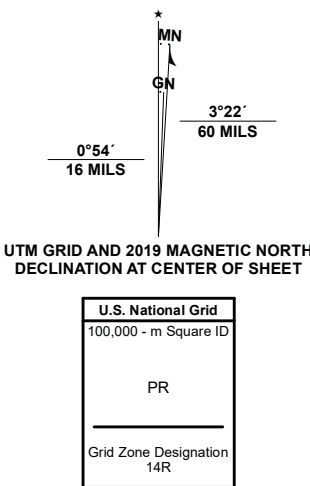 ★
MN
GN
3°22´
60 MILS
0°54´
16 MILS
UTM GRID AND 2019 MAGNETIC NORTH
DECLINATION AT CENTER OF SHEET
U.S. National Grid
100,000 - m Square ID
PR
Grid Zone Designation
14R